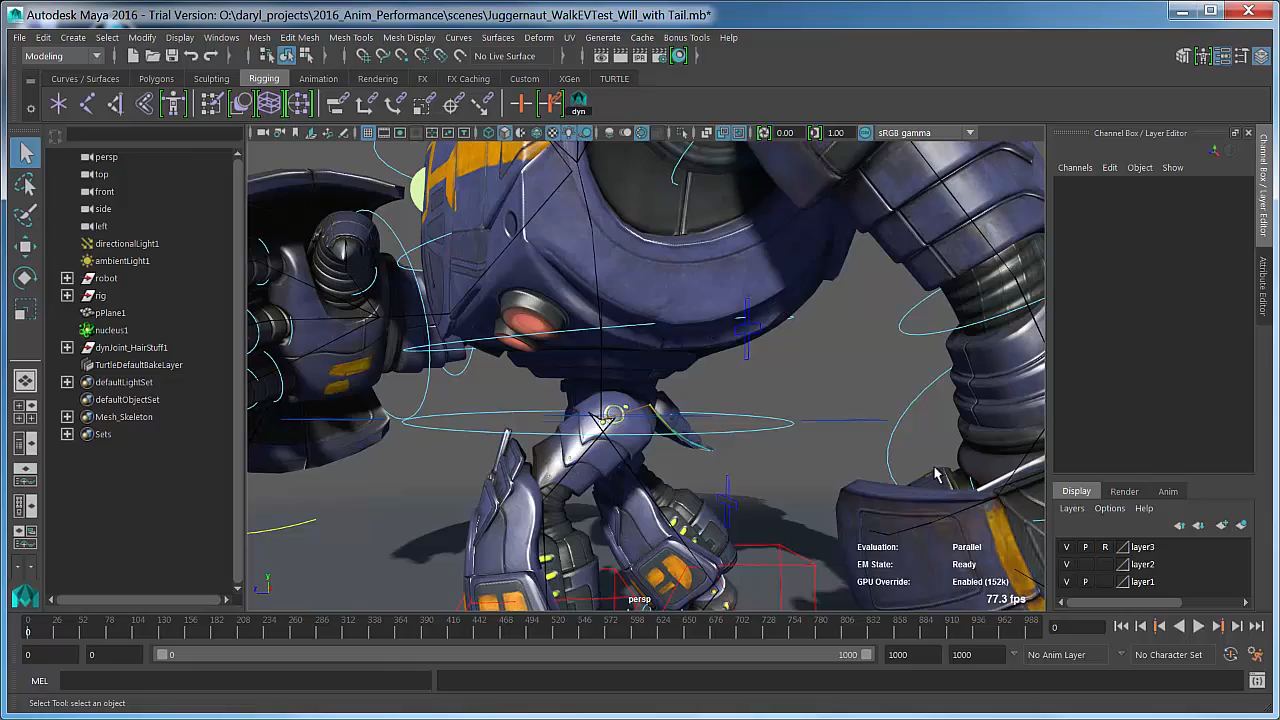 Autodesk Maya 2016 - Trial Version: O:\daryl_projects\2016_Anim_Performance\scenes\Juggernaut_WalkEVTest_Will_with Tail.mb*
File Edit Create Select Modify Display Windows Mesh Edit Mesh Mesh Tools Mesh Display Curves Surfaces Deform UV Generate Cache Bonus Tools Help
Modeling No Live Surface
Curves / Surfaces Polygons Sculpting Rigging Animation Rendering FX FX Caching Custom XGen TURTLE
dyn
0.00 1.00 sRGB gamma
Channel Box / Layer Editor
Channels Edit Object Show
persp
top
front
side
left
directionalLight1
ambientLight1
robot
rig
pPlane1
nucleus1
dynJoint_HairStuff1
TurtleDefaultBakeLayer
defaultLightSet
defaultObjectSet
Mesh_Skeleton
Sets
Channel Box / Layer Editor
Attribute Editor
Display Render Anim
Layers Options Help
V P R layer3
V layer2
V P layer1
Evaluation: Parallel
EM State: Ready
GPU Override: Enabled (152k)
77.3 fps
persp
0 26 52 78 104 130 156 182 208 234 260 286 312 338 364 390 416 442 468 494 520 546 572 598 624 650 676 702 728 754 780 806 832 858 884 910 936 962 988
0
0
0 0 0 1000 1000 1000 No Anim Layer No Character Set
MEL
Select Tool: select an object